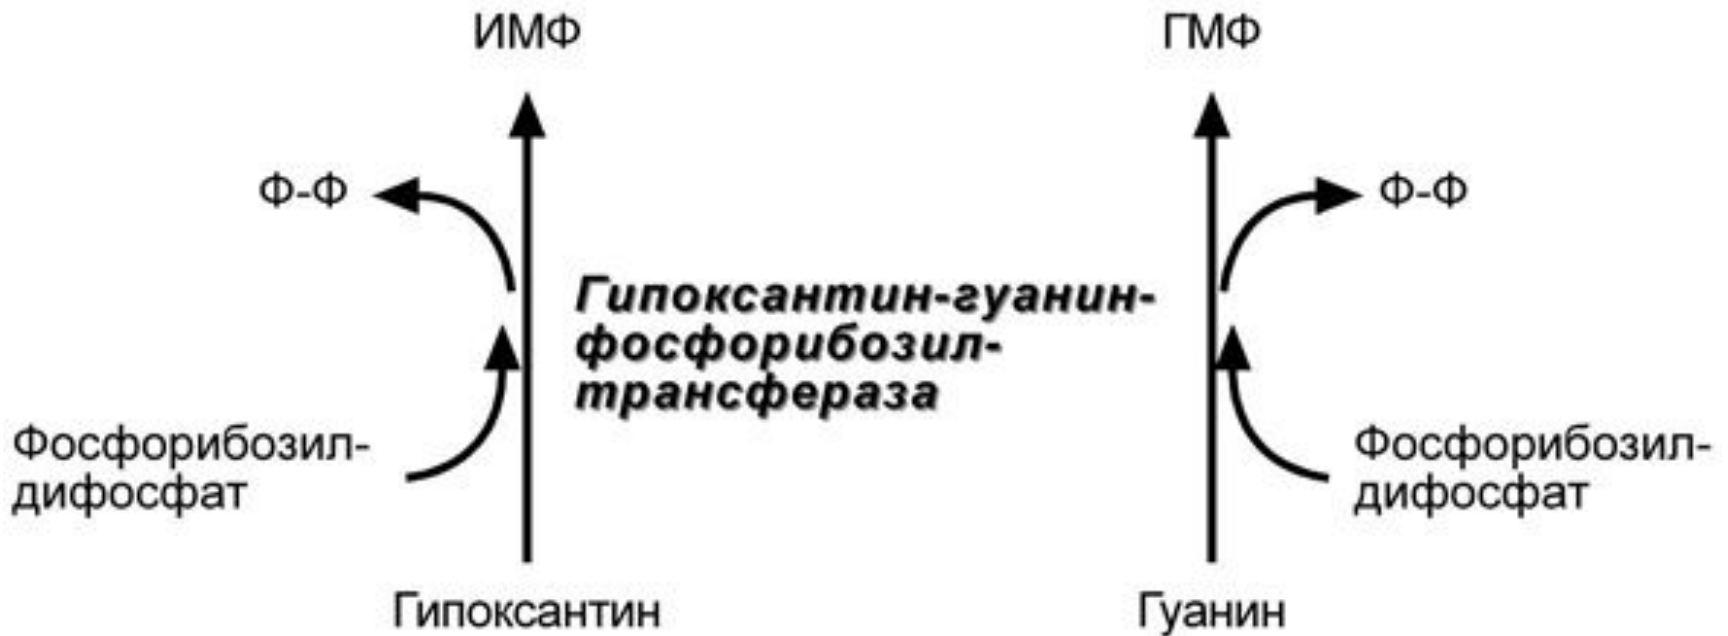 ИМФ
ГМФ
Ф-Ф
Ф-Ф
Гипоксантин-гуанин-
фосфорибозил-
трансфераза
Фосфорибозил-
дифосфат
Фосфорибозил-
дифосфат
Гипоксантин
Гуанин